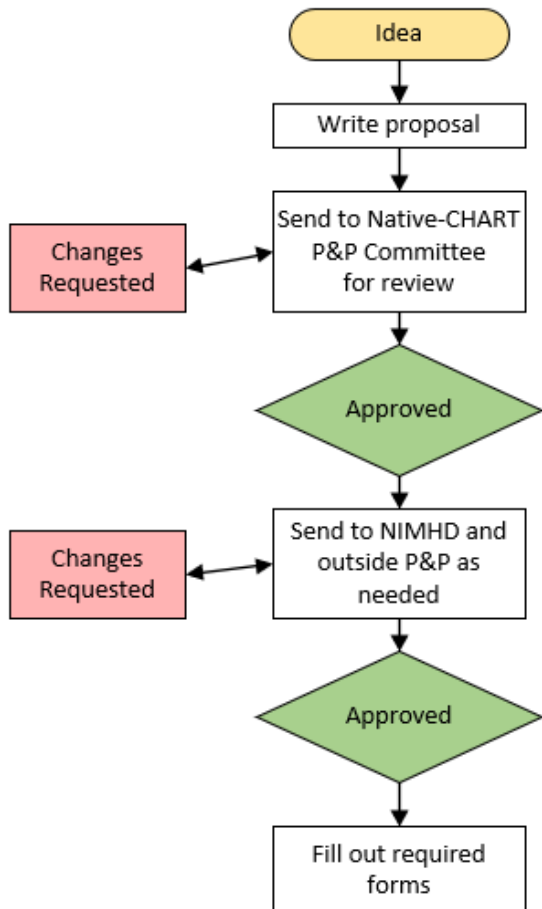 Idea
Write proposal
Send to Native-CHART
P&P Committee
for review
Changes
Requested
Approved
Send to NIMHD and
outside P&P as
needed
Changes
Requested
Approved
Fill out required
forms